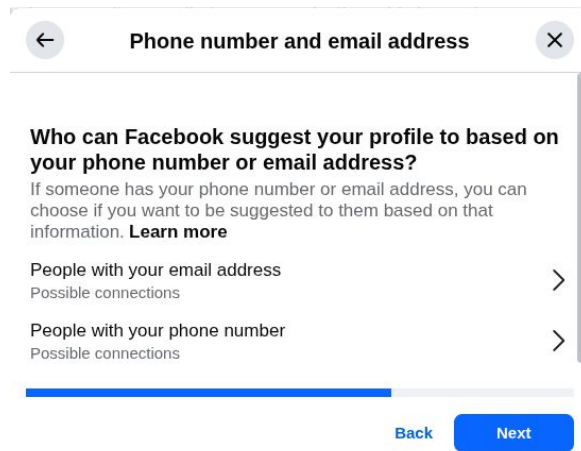 Phone number and email address
Who can Facebook suggest your profile to based on
your phone number or email address?
If someone has your phone number or email address, you can
choose if you want to be suggested to them based on that
information. Learn more
People with your email address
Possible connections
People with your phone number
Possible connections
Back Next